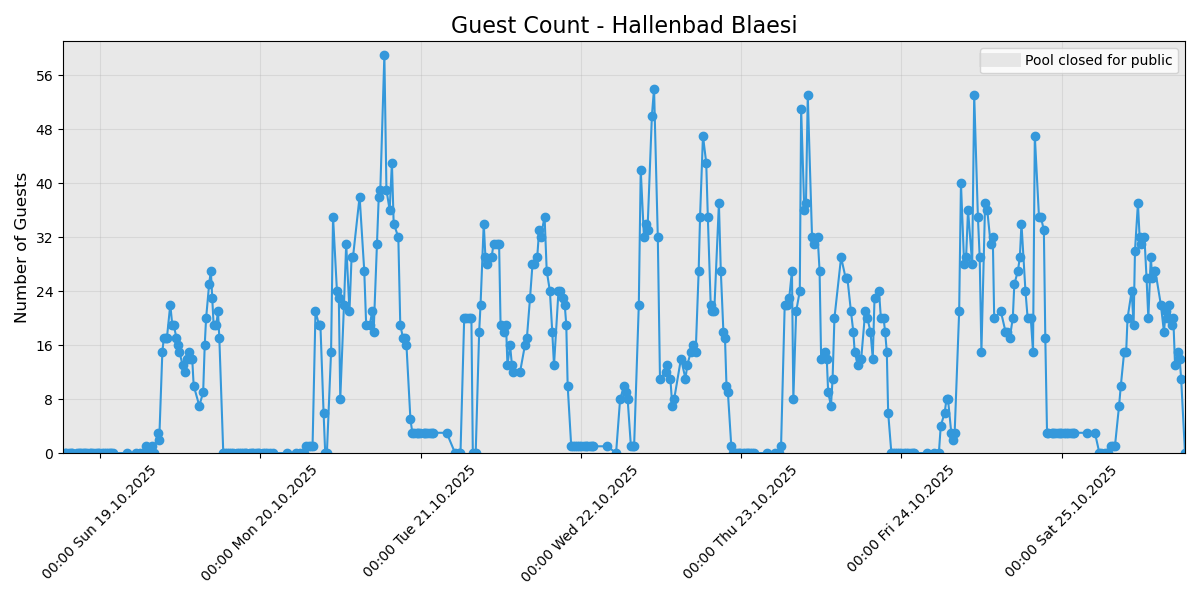 Guest Count - Hallenbad Blaesi
Pool closed for public
Number of Guests
56
48
40
32
24
16
8
0
00:00 Sun 19.10.2025
00:00 Mon 20.10.2025
00:00 Tue 21.10.2025
00:00 Wed 22.10.2025
00:00 Thu 23.10.2025
00:00 Fri 24.10.2025
00:00 Sat 25.10.2025